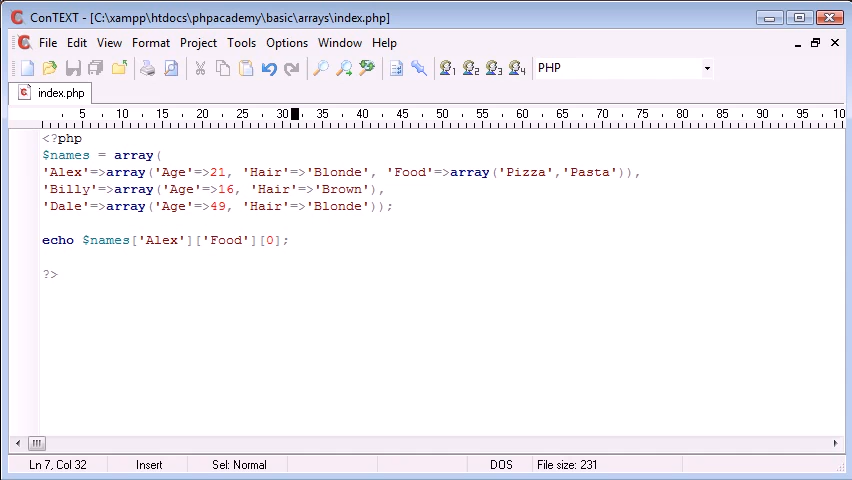 ConTEXT - [C:\xampp\htdocs\phpacademy\basic\arrays\index.php]
File Edit View Format Project Tools Options Window Help
1 2 3 4 PHP
index.php
5 10 15 20 25 30 35 40 45 50 55 60 65 70 75 80 85 90 95 10
<?php
$names = array(
'Alex'=>array('Age'=>21, 'Hair'=>'Blonde', 'Food'=>array('Pizza','Pasta')),
'Billy'=>array('Age'=>16, 'Hair'=>'Brown'),
'Dale'=>array('Age'=>49, 'Hair'=>'Blonde'));
echo $names['Alex']['Food'][0];
?>
Ln 7, Col 32 Insert Sel: Normal DOS File size: 231